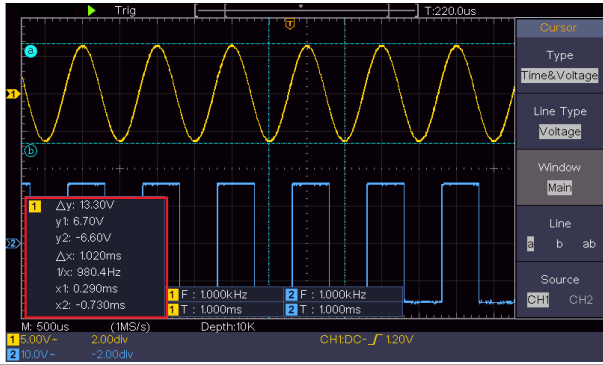 Trig T:220.0us
T
Cursor
a
Type
Time&Voltage
1
Line Type
Voltage
b
Window
Main
1 △y: 13.30V
y1: 6.70V
y2: -6.60V
△x: 1.020ms
1/x: 980.4Hz
x1: 0.290ms
x2: -0.730ms
2
Line
a b ab
Source
CH1 CH2
1 F : 1.000kHz 2 F : 1.000kHz
1 T : 1.000ms 2 T : 1.000ms
M: 500us (1MS/s) Depth:10K
1 5.00V~ 2.00div CH1:DC- 1.20V
2 10.0V~ -2.00div